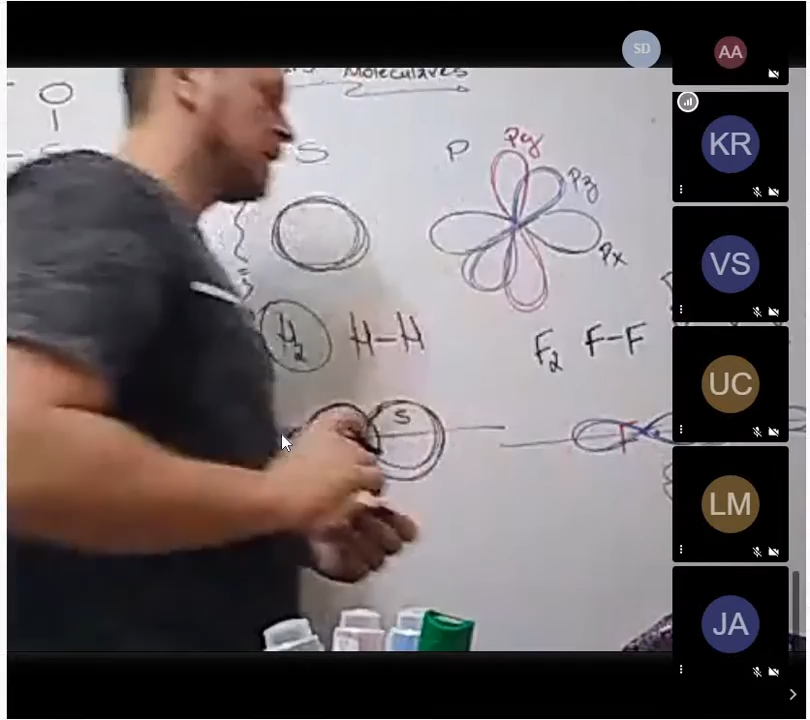 SD
AA
Moleculares
KR
S
P
Py
Pz
Px
VS
H2 H-H
F2 F-F
UC
S
LM
JA